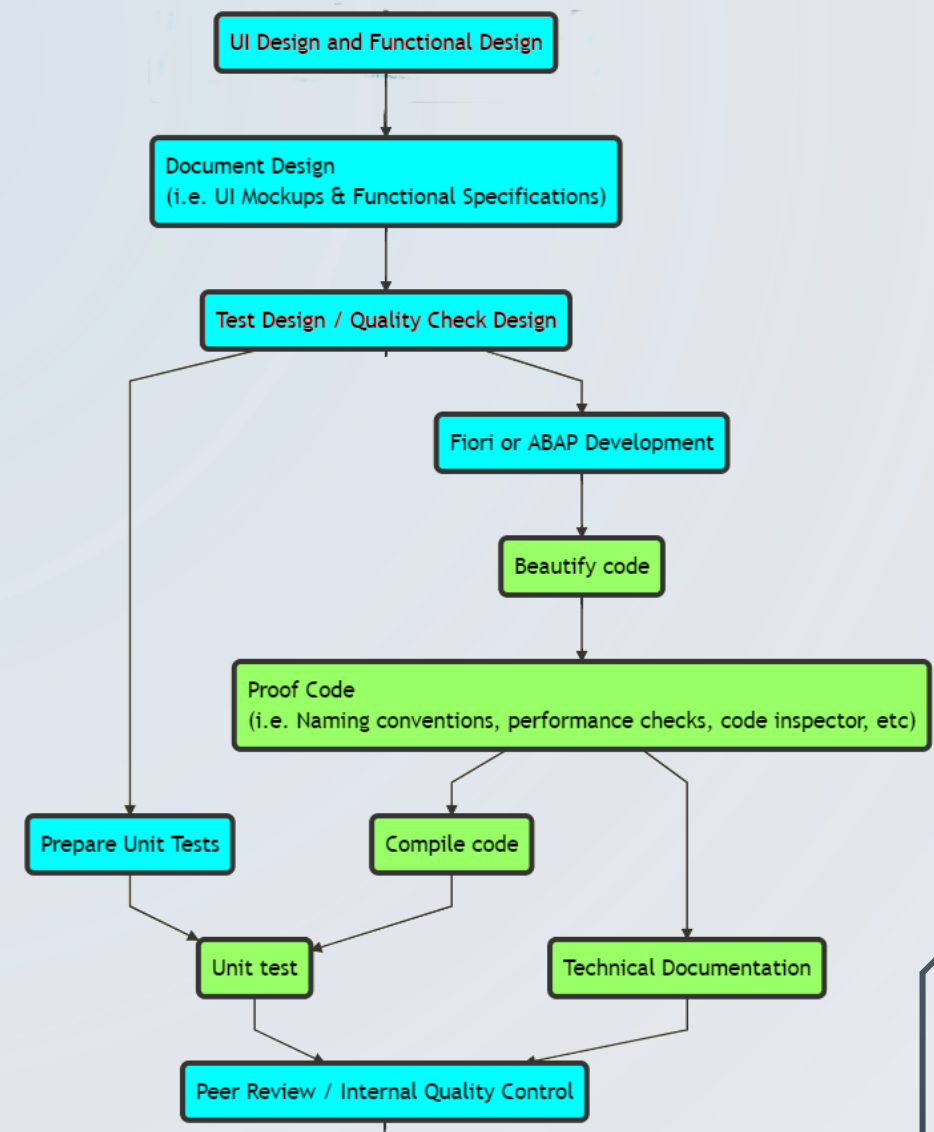 UI Design and Functional Design
Document Design
(i.e. UI Mockups & Functional Specifications)
Test Design / Quality Check Design
Fiori or ABAP Development
Beautify code
Proof Code
(i.e. Naming conventions, performance checks, code inspector, etc)
Prepare Unit Tests
Compile code
Unit test
Technical Documentation
Peer Review / Internal Quality Control